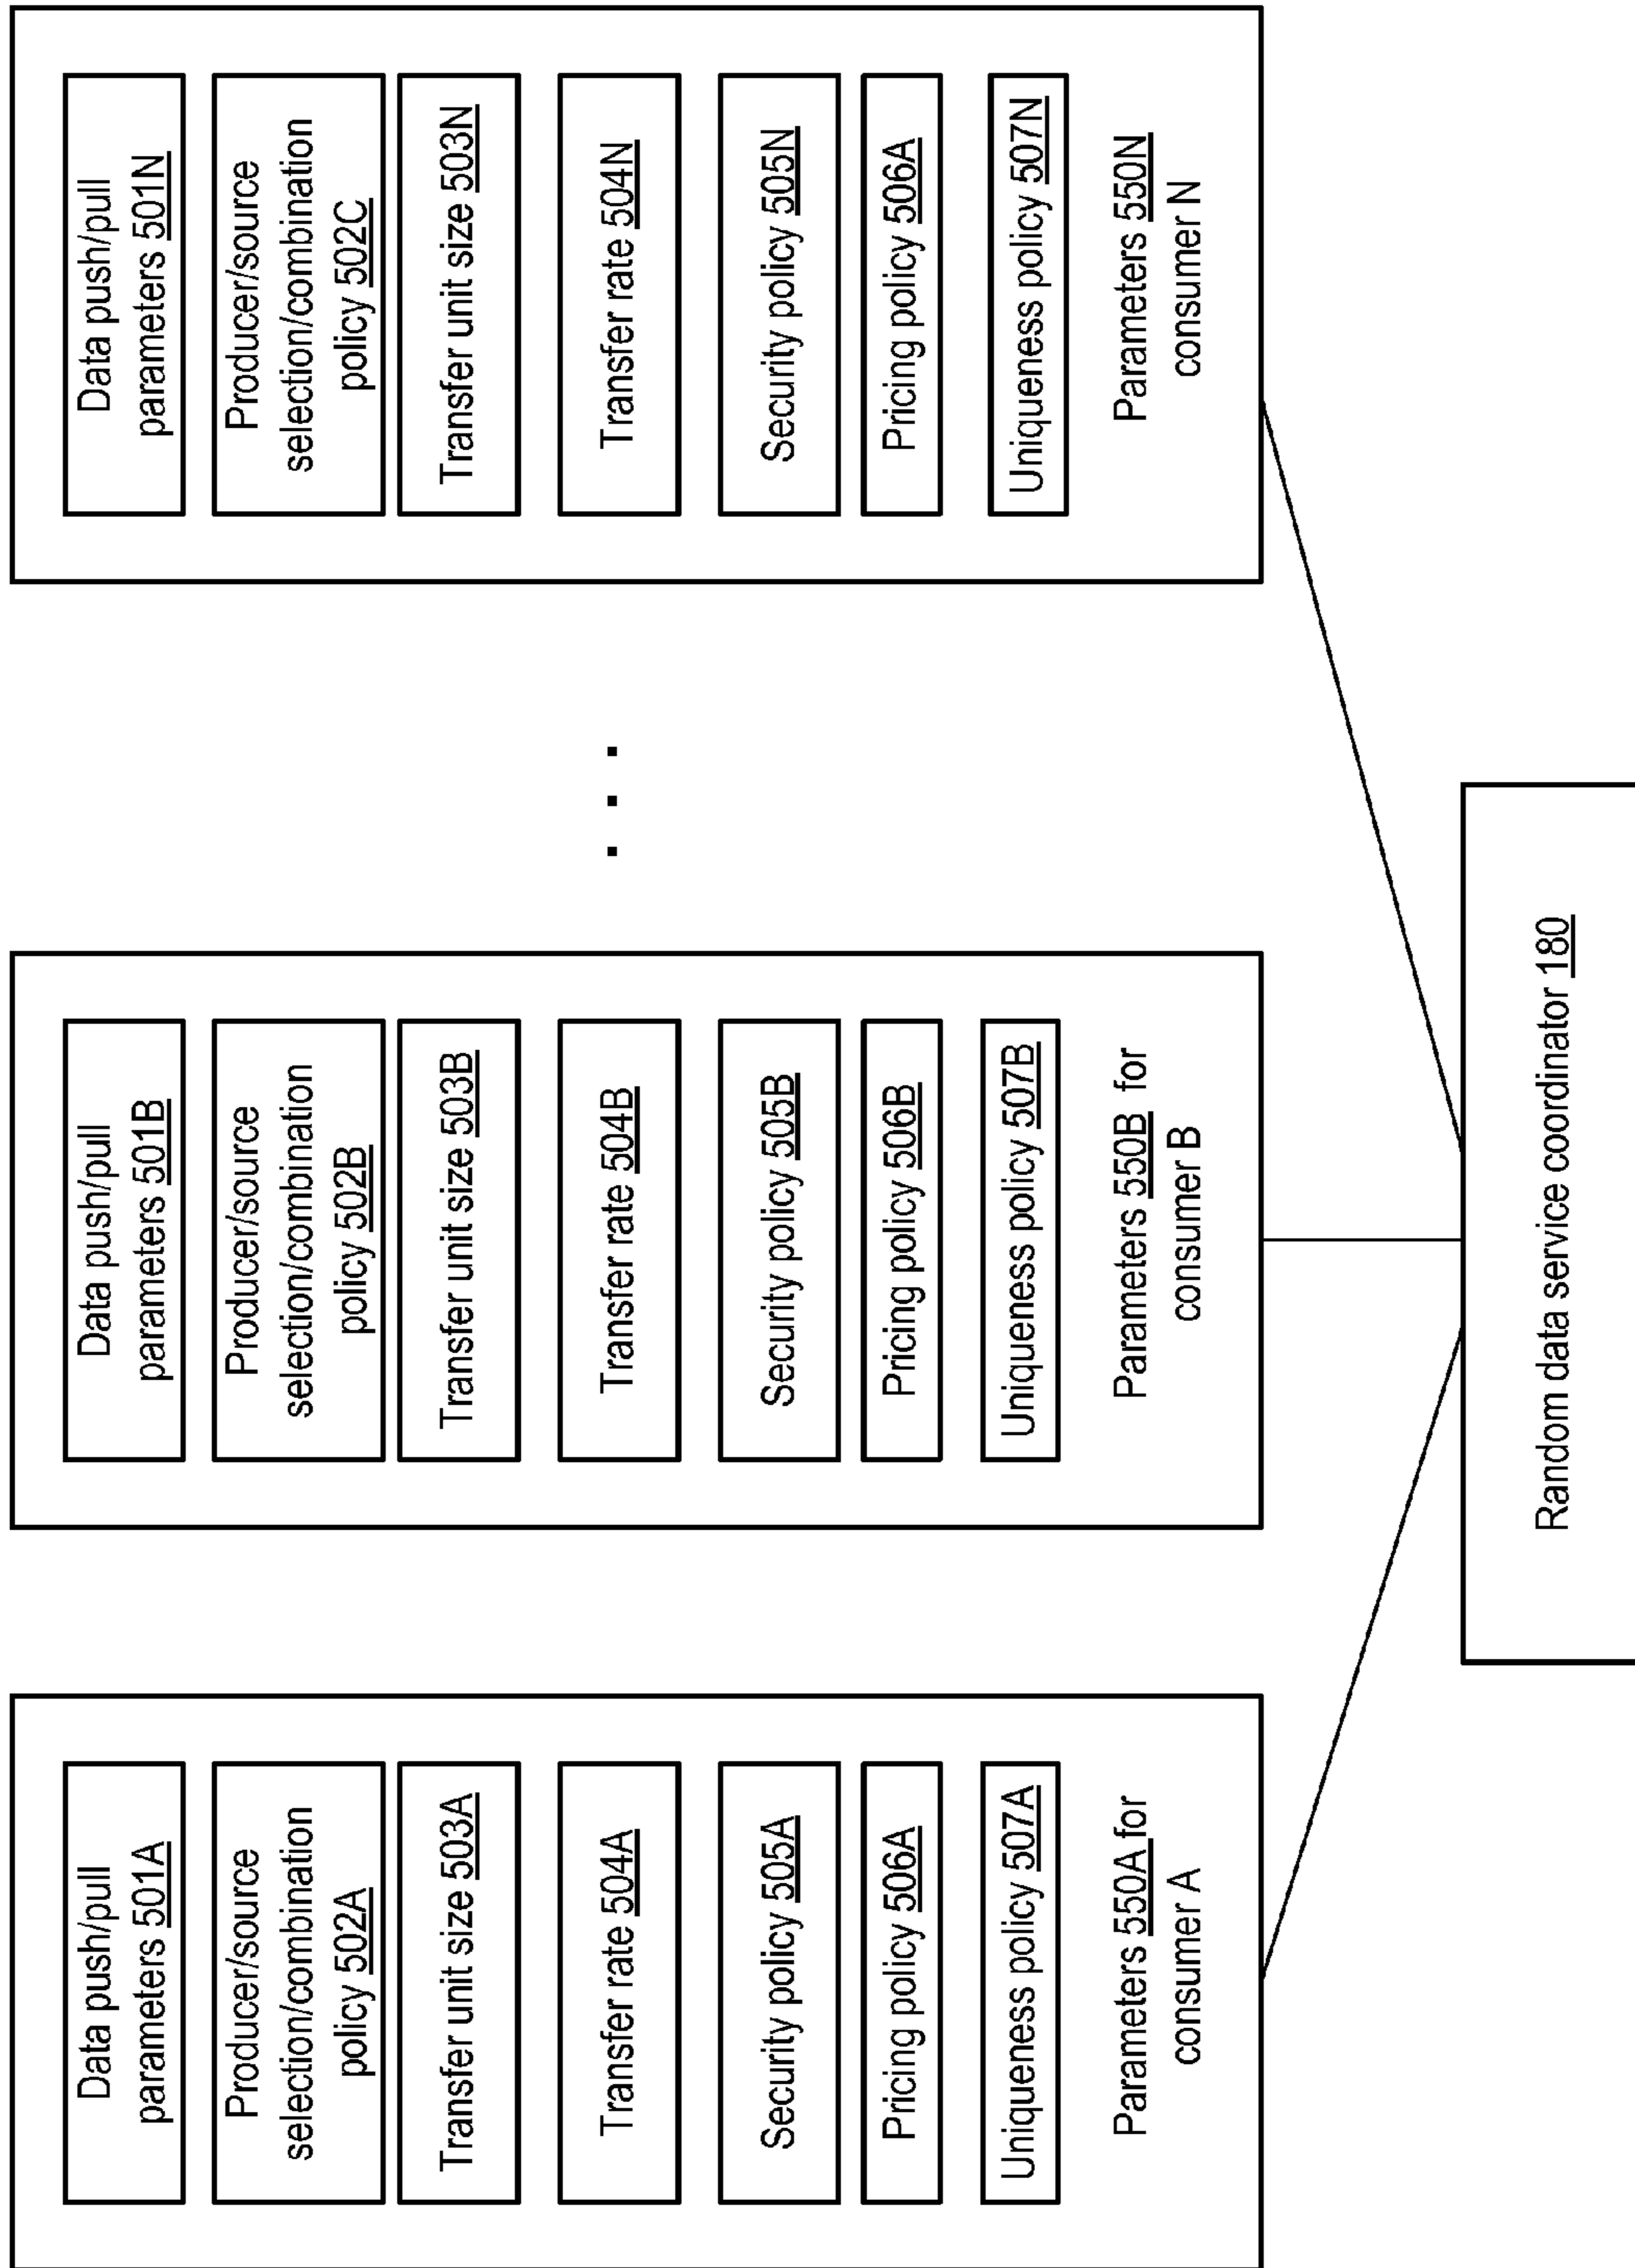 Data push/pull
parameters 501A
Producer/source
selection/combination
policy 502A
Transfer unit size 503A
Transfer rate 504A
Security policy 505A
Pricing policy 506A
Uniqueness policy 507A
Parameters 550A for
consumer A
Data push/pull
parameters 501B
Producer/source
selection/combination
policy 502B
Transfer unit size 503B
Transfer rate 504B
Security policy 505B
Pricing policy 506B
Uniqueness policy 507B
Parameters 550B for
consumer B
. . .
Data push/pull
parameters 501N
Producer/source
selection/combination
policy 502C
Transfer unit size 503N
Transfer rate 504N
Security policy 505N
Pricing policy 506A
Uniqueness policy 507N
Parameters 550N
consumer N
Random data service coordinator 180